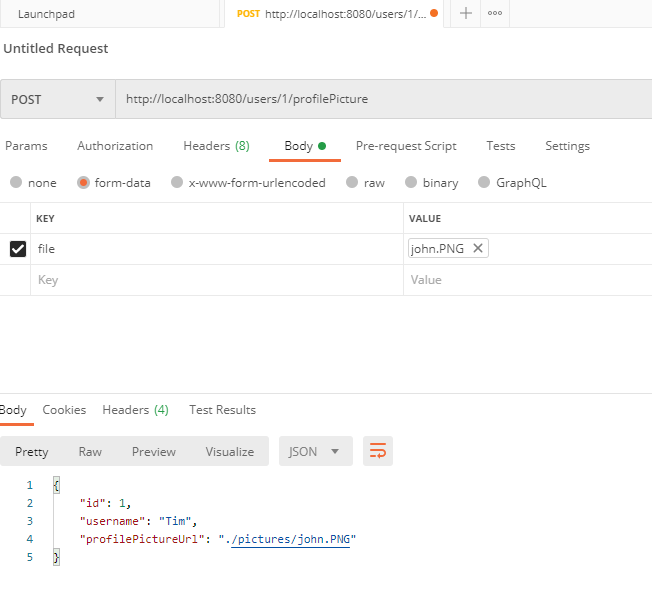 Launchpad POST http://localhost:8080/users/1/...
Untitled Request
POST http://localhost:8080/users/1/profilePicture
Params Authorization Headers (8) Body Pre-request Script Tests Settings
none form-data x-www-form-urlencoded raw binary GraphQL
KEY VALUE
file john.PNG
Key Value
Body Cookies Headers (4) Test Results
Pretty Raw Preview Visualize JSON
1 {
2 "id": 1,
3 "username": "Tim",
4 "profilePictureUrl": "./pictures/john.PNG"
5 }